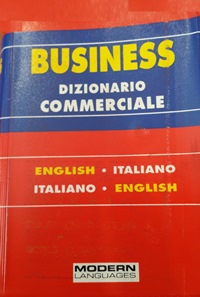 BUSINESS
DIZIONARIO
COMMERCIALE
ENGLISH • ITALIANO
ITALIANO • ENGLISH
MODERN
LANGUAGES